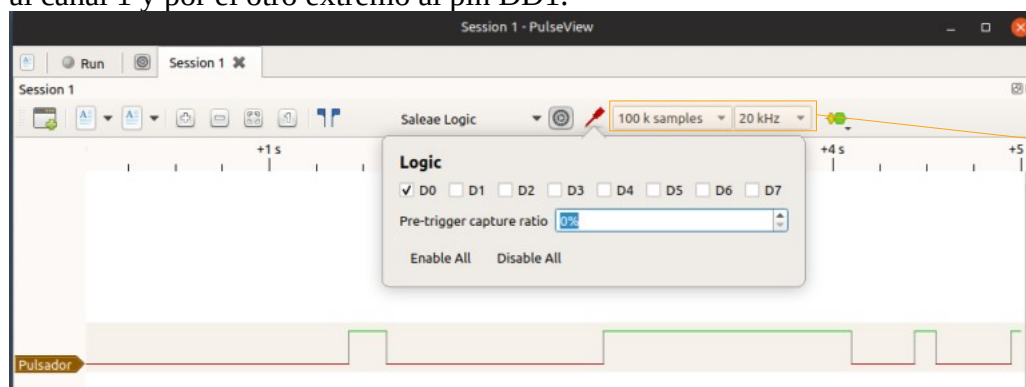 al canal 1 y por el otro extremo al pin DD1.
Session 1 - PulseView
Run Session 1
Session 1
Saleae Logic 100 k samples 20 kHz
+1 s +4 s +5
Logic
D0 D1 D2 D3 D4 D5 D6 D7
Pre-trigger capture ratio 0%
Enable All Disable All
Pulsador